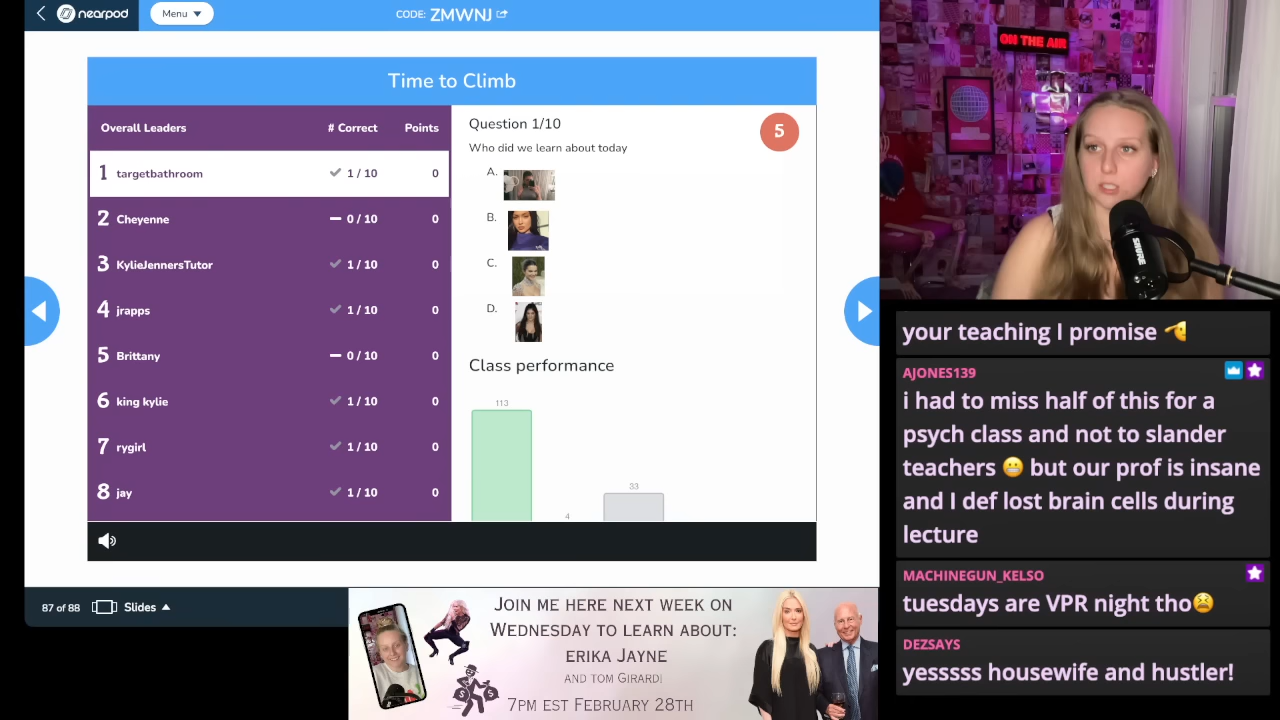 nearpod
Menu
CODE: ZMWNJ
Time to Climb
Overall Leaders # Correct Points
1 targetbathroom 1 / 10 0
2 Cheyenne 0 / 10 0
3 KylieJennersTutor 1 / 10 0
4 jrapps 1 / 10 0
5 Brittany 0 / 10 0
6 king kylie 1 / 10 0
7 rygirl 1 / 10 0
8 jay 1 / 10 0
Question 1/10
5
Who did we learn about today
A.
B.
C.
D.
Class performance
113
4
33
87 of 88 Slides
JOIN ME HERE NEXT WEEK ON
WEDNESDAY TO LEARN ABOUT:
ERIKA JAYNE
AND TOM GIRARDI
7PM EST FEBRUARY 28TH
ON THE AIR
SHURE
your teaching I promise
AJONES139
i had to miss half of this for a
psych class and not to slander
teachers 😬 but our prof is insane
and I def lost brain cells during
lecture
MACHINEGUN_KELSO
tuesdays are VPR night tho😫
DEZSAYS
yesssss housewife and hustler!